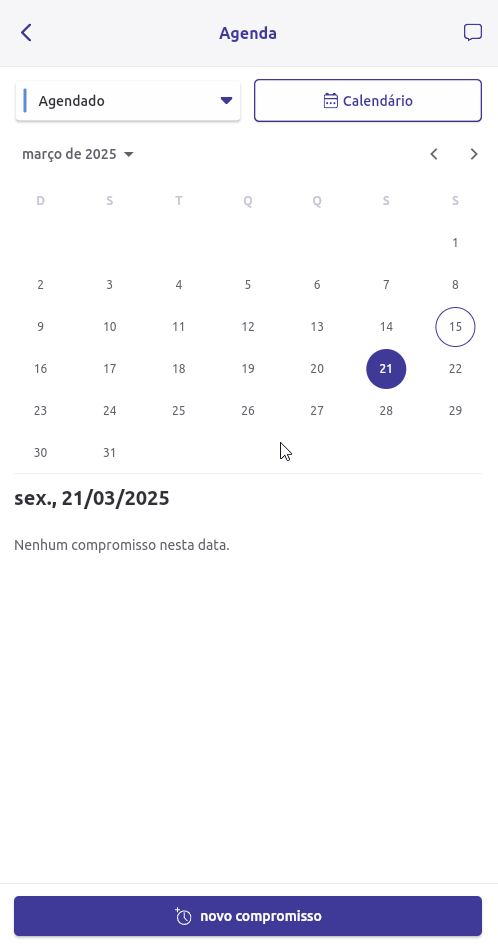 Agenda
Agendado
Calendário
março de 2025
D S T Q Q S S
1
2 3 4 5 6 7 8
9 10 11 12 13 14 15
16 17 18 19 20 21 22
23 24 25 26 27 28 29
30 31
sex., 21/03/2025
Nenhum compromisso nesta data.
novo compromisso